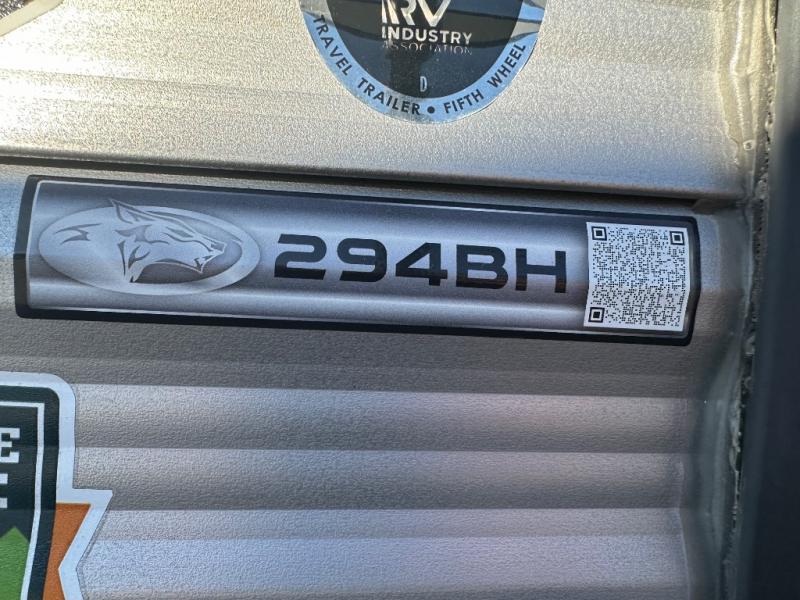 RV
INDUSTRY
ASSOCIATION
D
TRAVEL TRAILER • FIFTH WHEEL
294BH
E